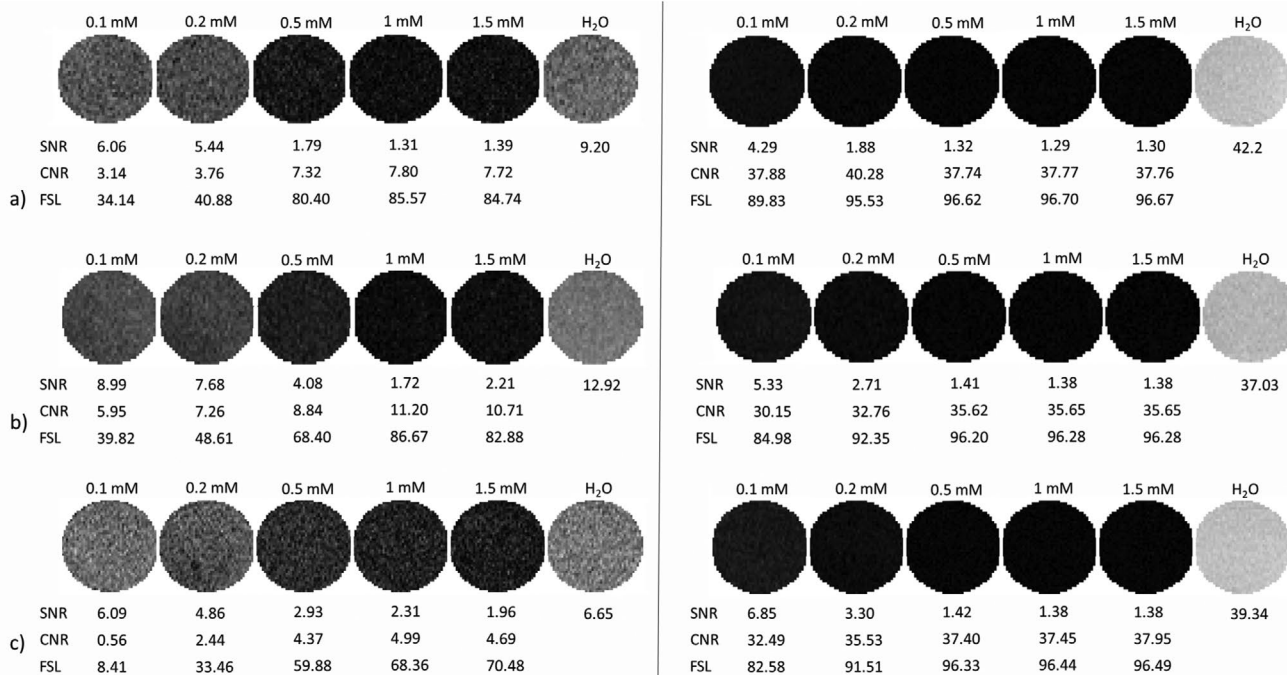 0.1 mM 0.2 mM 0.5 mM 1 mM 1.5 mM H₂O
SNR 6.06 5.44 1.79 1.31 1.39 9.20
CNR 3.14 3.76 7.32 7.80 7.72
a) FSL 34.14 40.88 80.40 85.57 84.74
0.1 mM 0.2 mM 0.5 mM 1 mM 1.5 mM H₂O
SNR 4.29 1.88 1.32 1.29 1.30 42.2
CNR 37.88 40.28 37.74 37.77 37.76
FSL 89.83 95.53 96.62 96.70 96.67
0.1 mM 0.2 mM 0.5 mM 1 mM 1.5 mM H₂O
SNR 8.99 7.68 4.08 1.72 2.21 12.92
CNR 5.95 7.26 8.84 11.20 10.71
b)
FSL 39.82 48.61 68.40 86.67 82.88
0.1 mM 0.2 mM 0.5 mM 1 mM 1.5 mM H₂O
SNR 5.33 2.71 1.41 1.38 1.38 37.03
CNR 30.15 32.76 35.62 35.65 35.65
FSL 84.98 92.35 96.20 96.28 96.28
0.1 mM 0.2 mM 0.5 mM 1 mM 1.5 mM H₂O
SNR 6.09 4.86 2.93 2.31 1.96 6.65
CNR 0.56 2.44 4.37 4.99 4.69
c)
FSL 8.41 33.46 59.88 68.36 70.48
0.1 mM 0.2 mM 0.5 mM 1 mM 1.5 mM H₂O
SNR 6.85 3.30 1.42 1.38 1.38 39.34
CNR 32.49 35.53 37.40 37.45 37.95
FSL 82.58 91.51 96.33 96.44 96.49